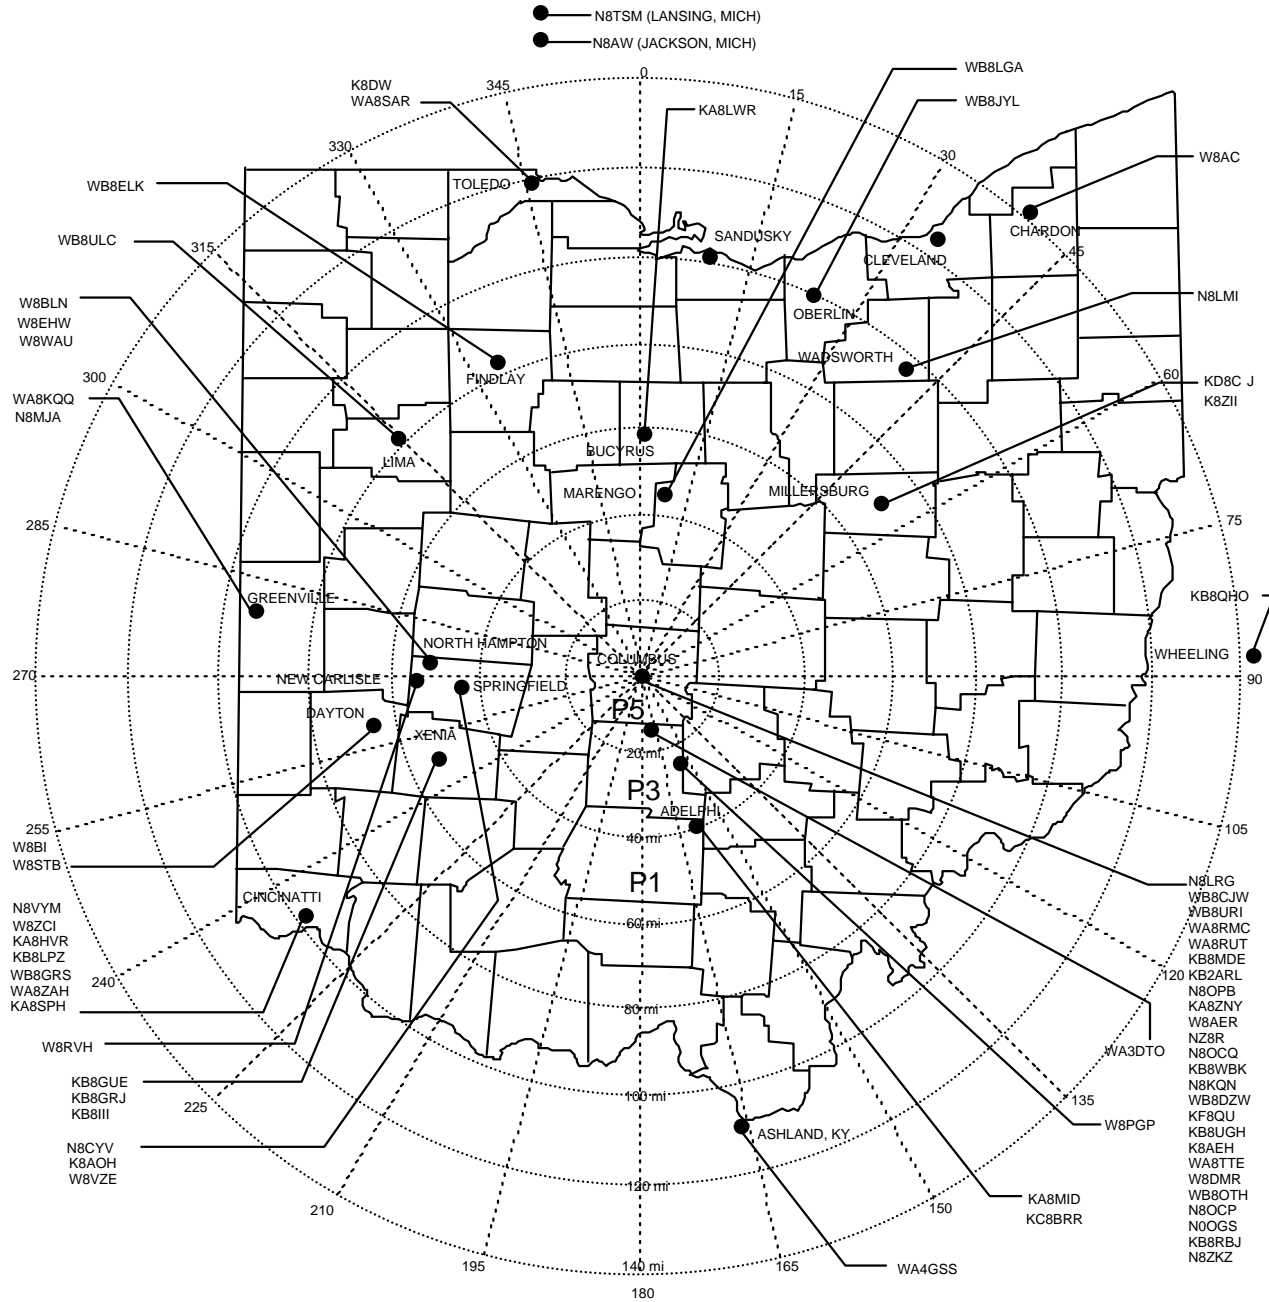 N8TSM (LANSING, MICH)
N8AW (JACKSON, MICH)
0
WB8LGA
K8DW
WA8SAR
345
15
WB8JYL
KA8LWR
330
30
W8AC
WB8ELK
TOLEDO
CHARDON
WB8ULC
315
SANDUSKY
CLEVELAND
45
W8BLN
W8EHW
W8WAU
OBERLIN
N8LMI
WADSWORTH
300
FINDLAY
60
KD8C J
K8ZII
WA8KQQ
N8MJA
BUCYRUS
LIMA
MARENGO
MILLERSBURG
285
75
GREENVILLE
KB8QHO
NORTH HAMPTON
COLUMBUS
WHEELING
270
NEW CARLISLE
SPRINGFIELD
90
DAYTON
P5
XENIA
20 mi
P3
ADELPHI
255
105
40 mi
W8BI
W8STB
P1
CINCINATTI
60 mi
N8VYM
W8ZCI
KA8HVR
KB8LPZ
WB8GRS
WA8ZAH
KA8SPH
240
120
80 mi
W8RVH
WA3DTO
KB8GUE
KB8GRJ
KB8III
225
100 mi
135
W8PGP
N8CYV
K8AOH
W8VZE
ASHLAND, KY
120 mi
210
150
KA8MID
KC8BRR
195
140 mi
165
WA4GSS
180
N8LRG
WB8CJW
WB8URI
WA8RMC
WA8RUT
KB8MDE
KB2ARL
N8OPB
KA8ZNY
W8AER
NZ8R
N8OCQ
KB8WBK
N8KQN
WB8DZW
KF8QU
KB8UGH
K8AEH
WA8TTE
W8DMR
WB8OTH
N8OCP
N0OGS
KB8RBJ
N8ZKZ